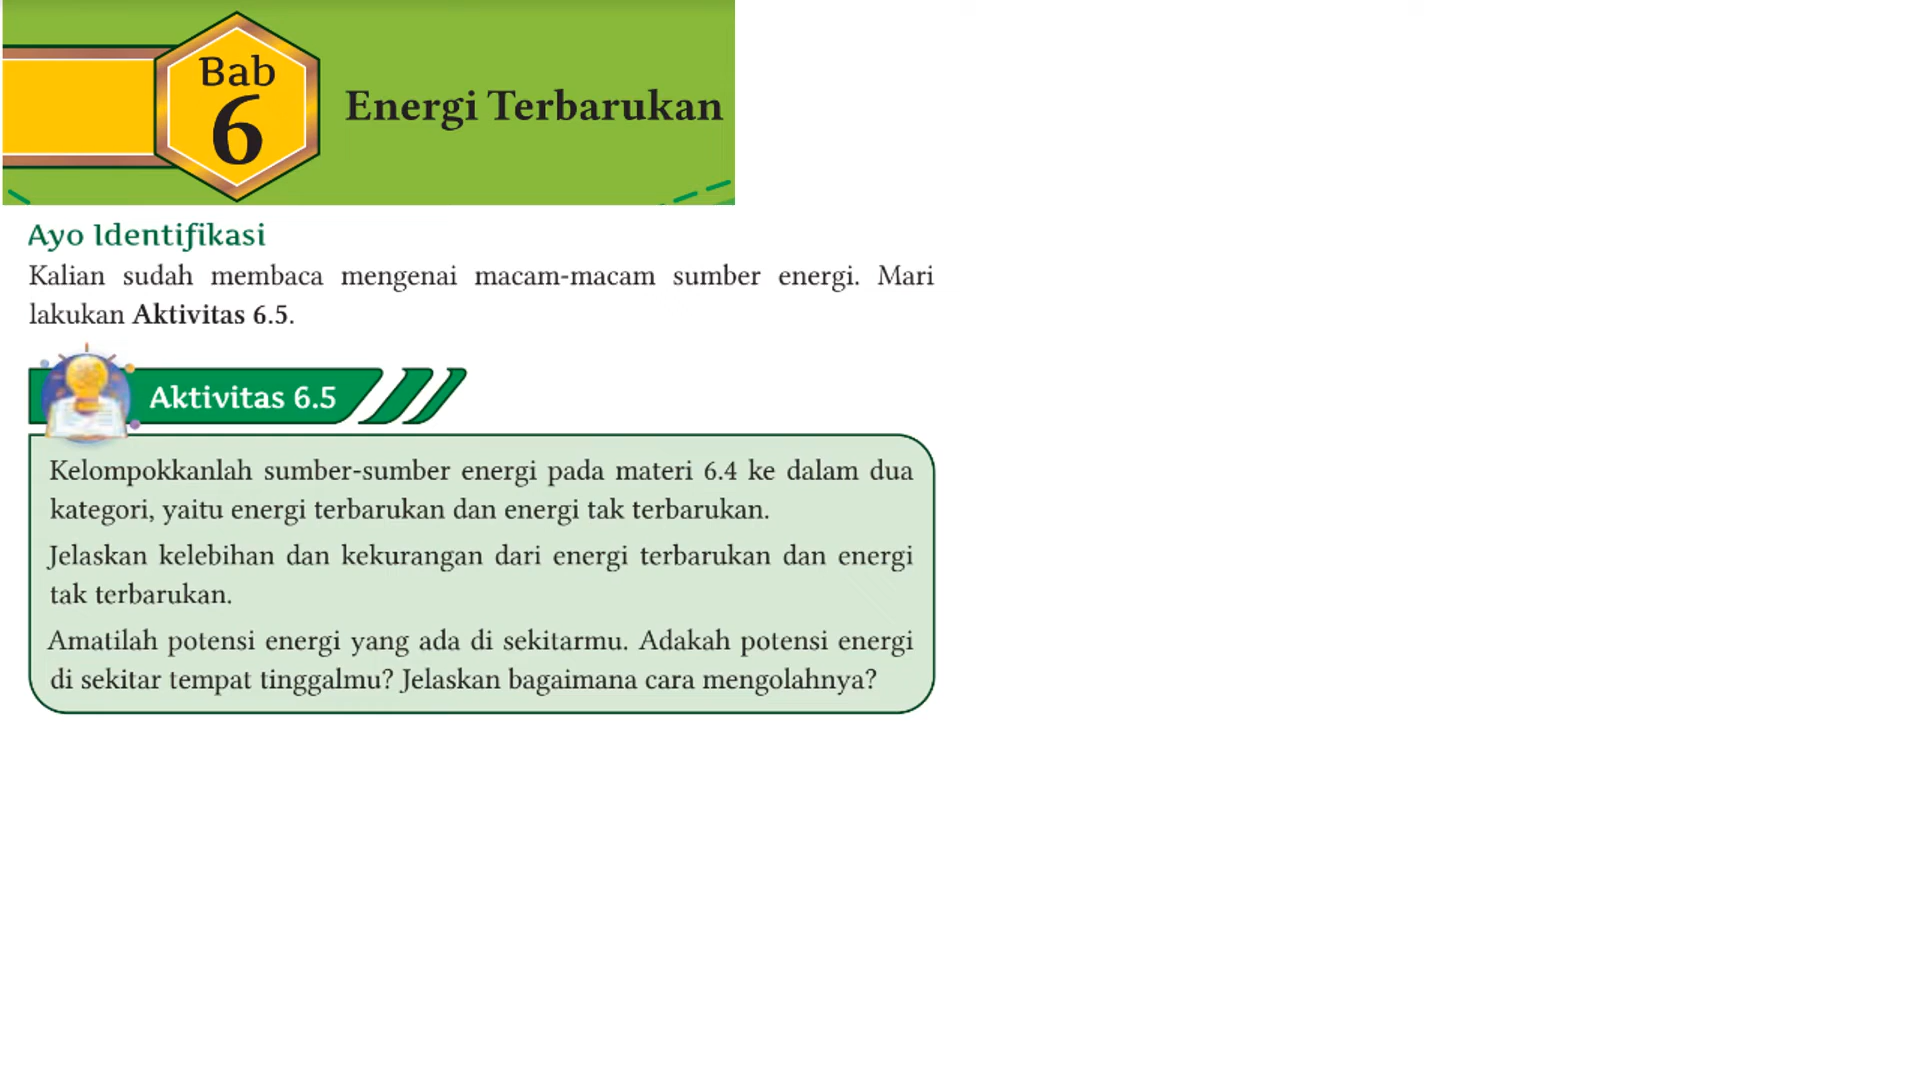 Bab
6
Energi Terbarukan
Ayo Identifikasi
Kalian sudah membaca mengenai macam-macam sumber energi. Mari
lakukan Aktivitas 6.5.
Aktivitas 6.5
Kelompokkanlah sumber-sumber energi pada materi 6.4 ke dalam dua
kategori, yaitu energi terbarukan dan energi tak terbarukan.
Jelaskan kelebihan dan kekurangan dari energi terbarukan dan energi
tak terbarukan.
Amatilah potensi energi yang ada di sekitarmu. Adakah potensi energi
di sekitar tempat tinggalmu? Jelaskan bagaimana cara mengolahnya?